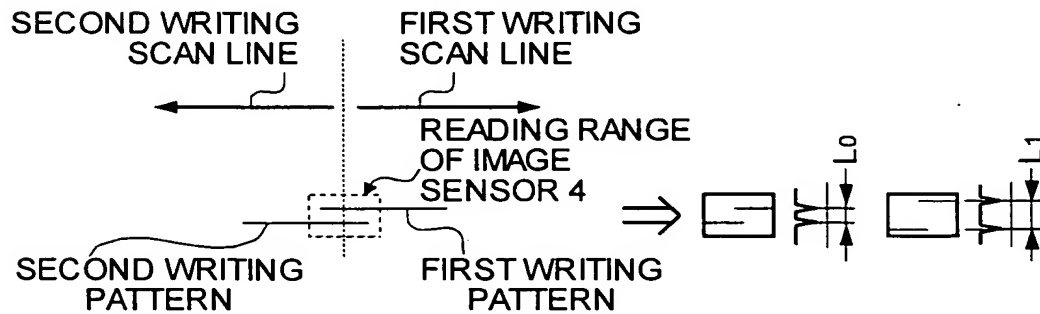 SECOND WRITING
SCAN LINE
FIRST WRITING
SCAN LINE
READING RANGE
OF IMAGE
SENSOR 4
L0
L1
SECOND WRITING
PATTERN
FIRST WRITING
PATTERN